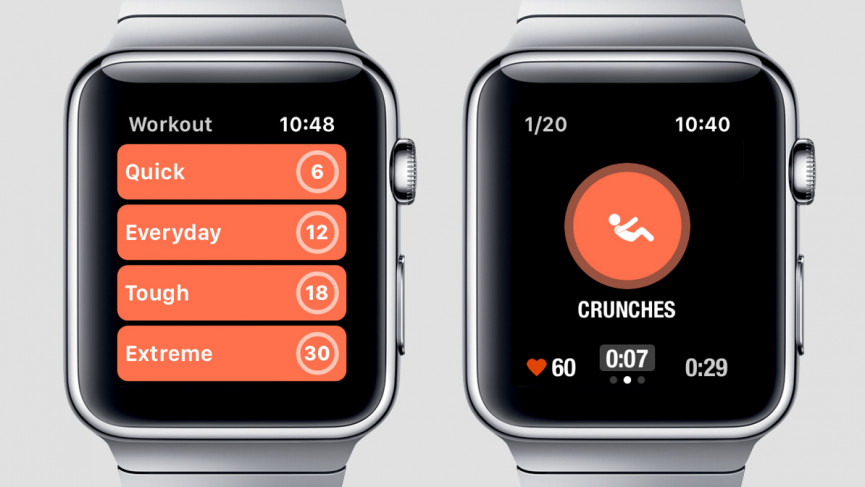 Workout 10:48
Quick 6
Everyday 12
Tough 18
Extreme 30
1/20 10:40
CRUNCHES
60 0:07 0:29